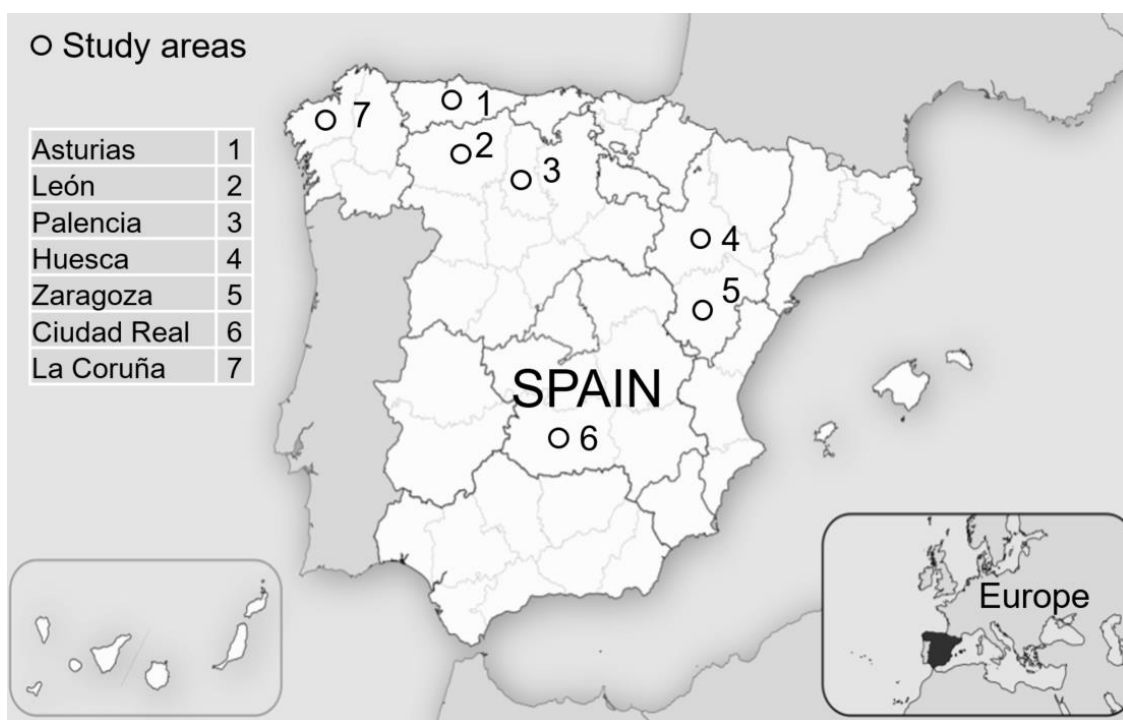 Study areas
Asturias 1
León 2
Palencia 3
Huesca 4
Zaragoza 5
Ciudad Real 6
La Coruña 7
7
1
2
3
4
5
SPAIN
6
Europe